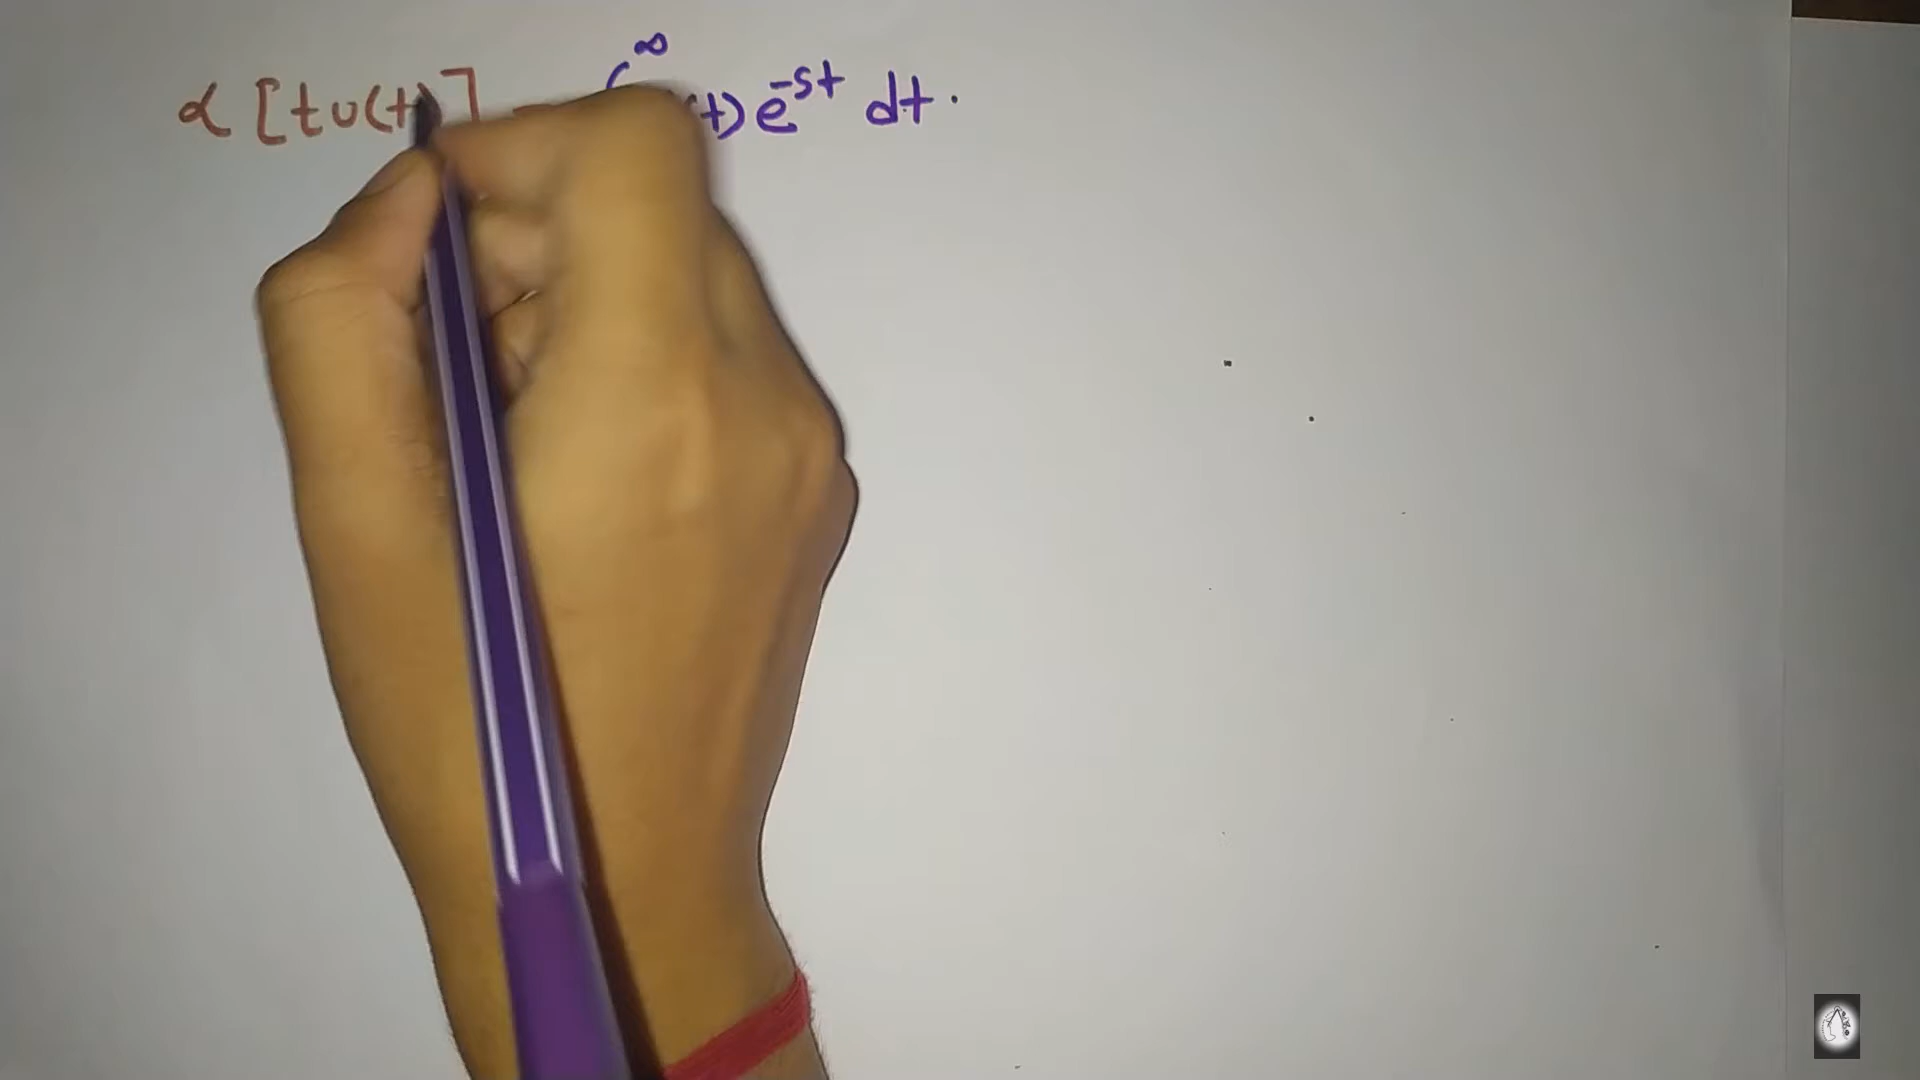 α [tu(t)] = ∫^∞ (t) e^{-st} dt.